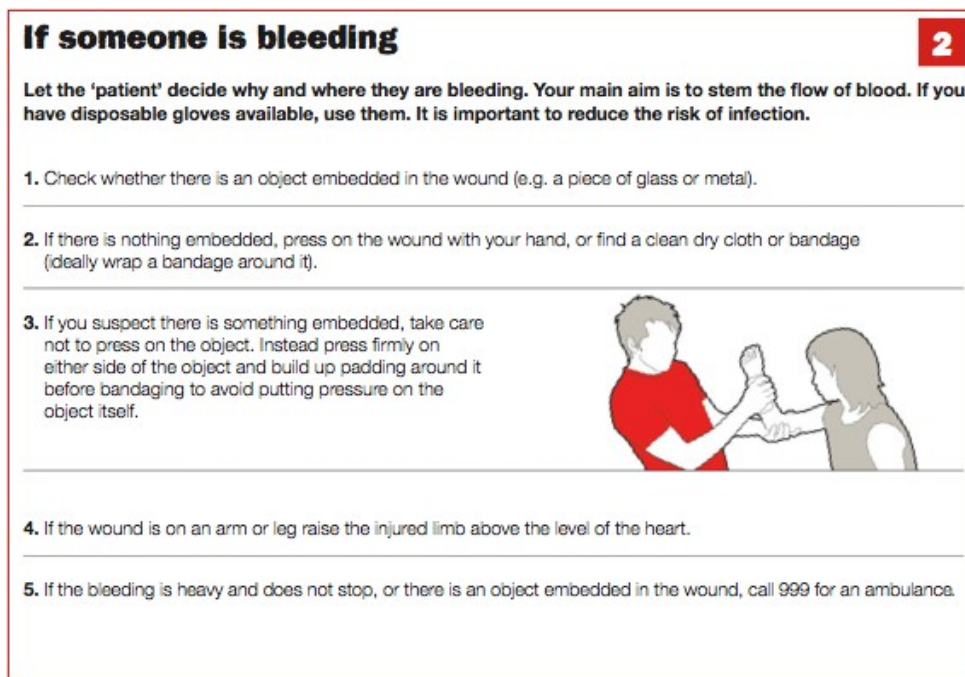 If someone is bleeding
2
Let the ‘patient’ decide why and where they are bleeding. Your main aim is to stem the flow of blood. If you
have disposable gloves available, use them. It is important to reduce the risk of infection.
1. Check whether there is an object embedded in the wound (e.g. a piece of glass or metal).
2. If there is nothing embedded, press on the wound with your hand, or find a clean dry cloth or bandage
(ideally wrap a bandage around it).
3. If you suspect there is something embedded, take care
not to press on the object. Instead press firmly on
either side of the object and build up padding around it
before bandaging to avoid putting pressure on the
object itself.
4. If the wound is on an arm or leg raise the injured limb above the level of the heart.
5. If the bleeding is heavy and does not stop, or there is an object embedded in the wound, call 999 for an ambulance.